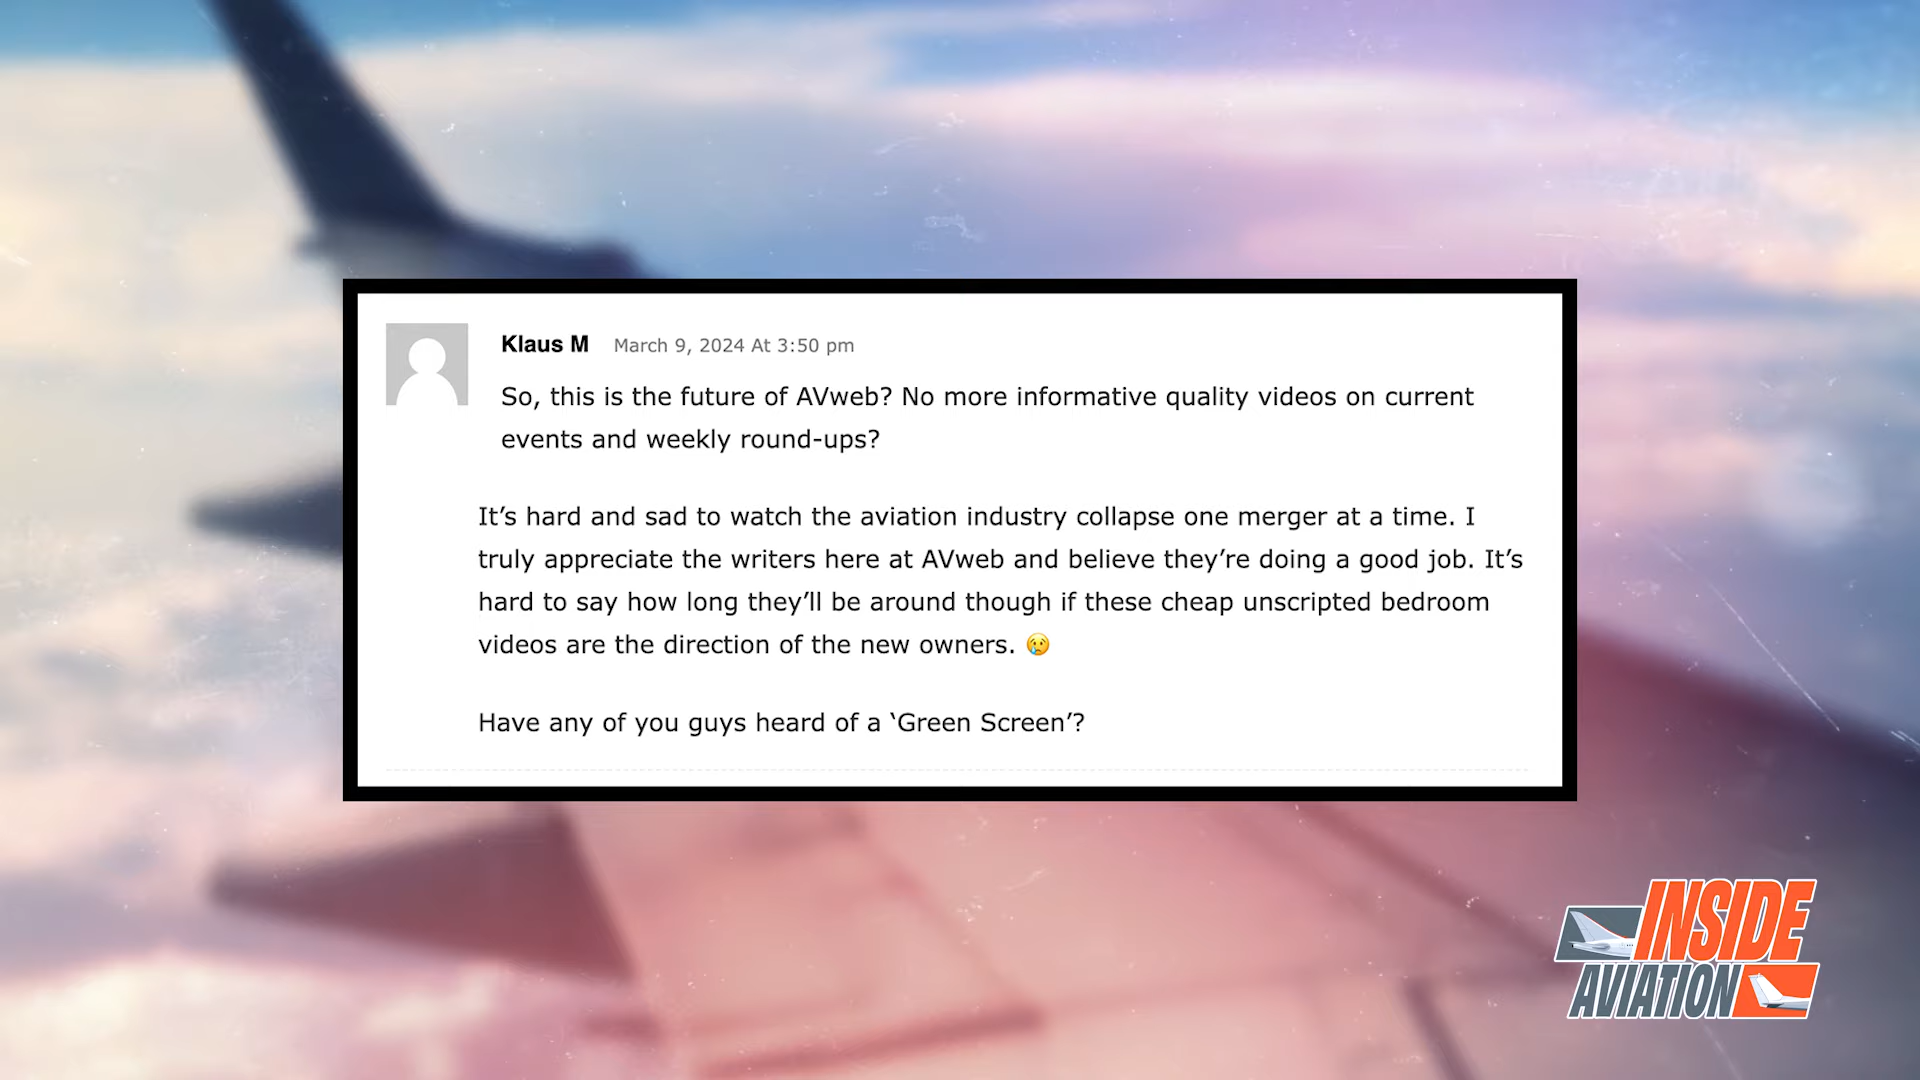 Klaus M March 9, 2024 At 3:50 pm
So, this is the future of AVweb? No more informative quality videos on current
events and weekly round-ups?
It’s hard and sad to watch the aviation industry collapse one merger at a time. I
truly appreciate the writers here at AVweb and believe they’re doing a good job. It’s
hard to say how long they’ll be around though if these cheap unscripted bedroom
videos are the direction of the new owners. 😢
Have any of you guys heard of a ‘Green Screen’?
INSIDE
AVIATION